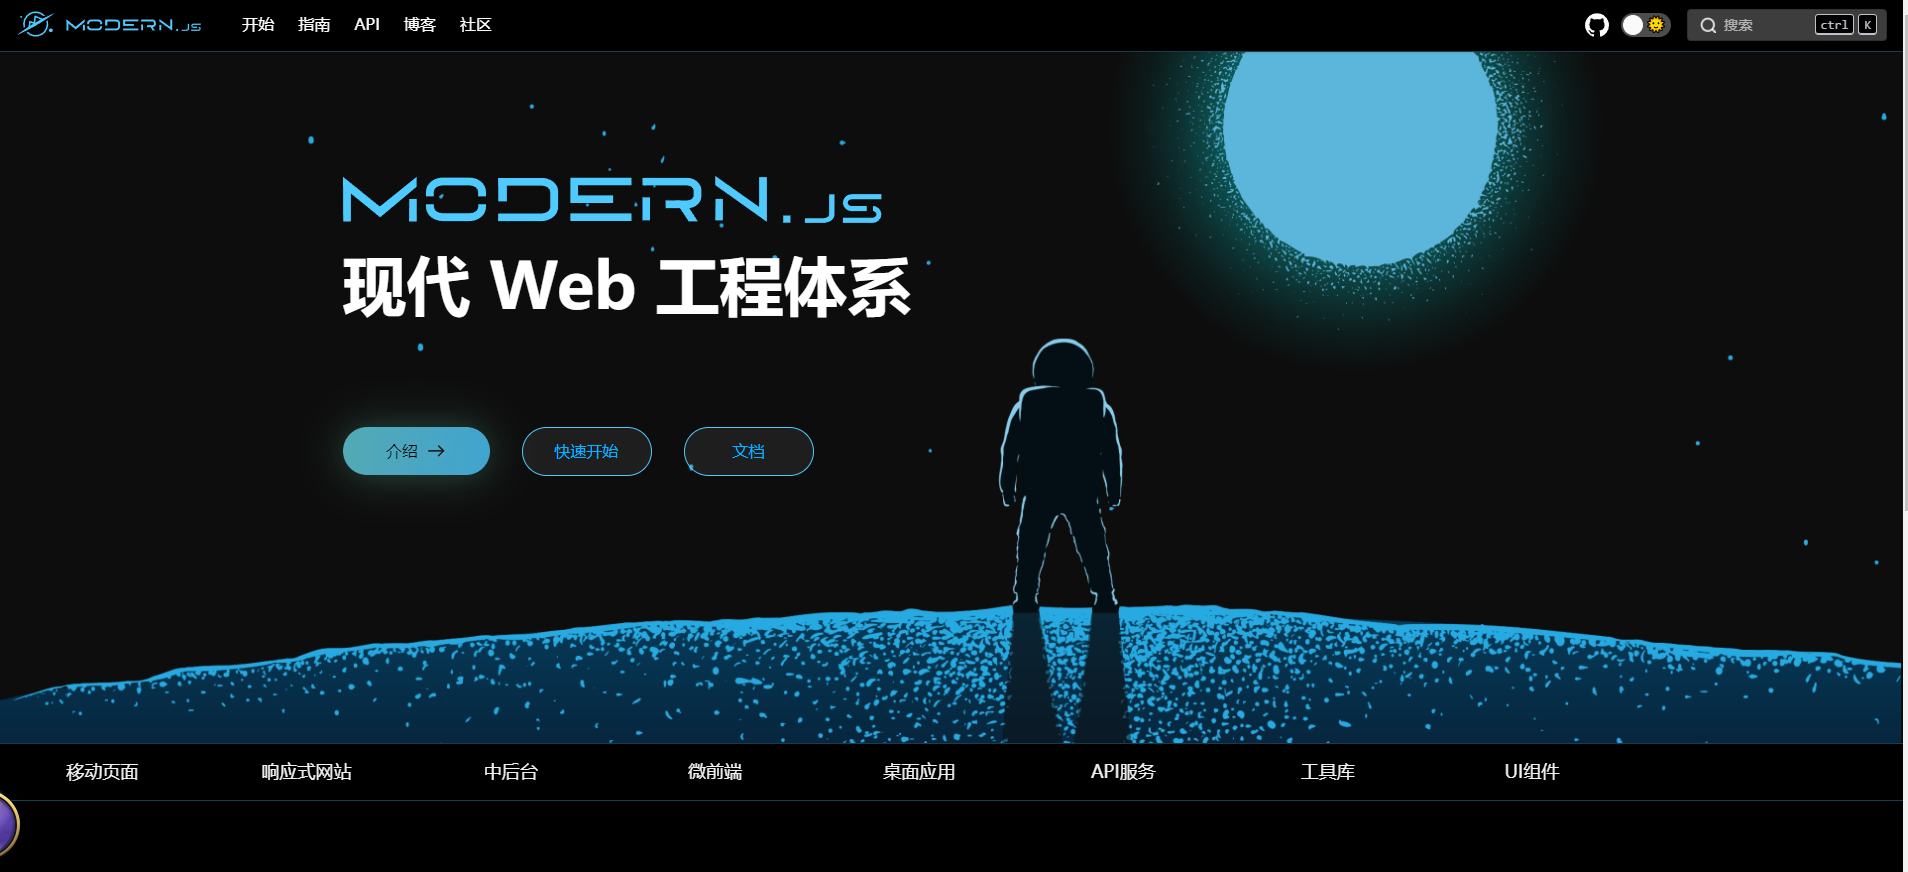 MODERN.JS 开始 指南 API 博客 社区 搜索 ctrl K
MODERN.JS
现代 Web 工程体系
介绍 → 快速开始 文档
移动页面 响应式网站 中后台 微前端 桌面应用 API服务 工具库 UI组件